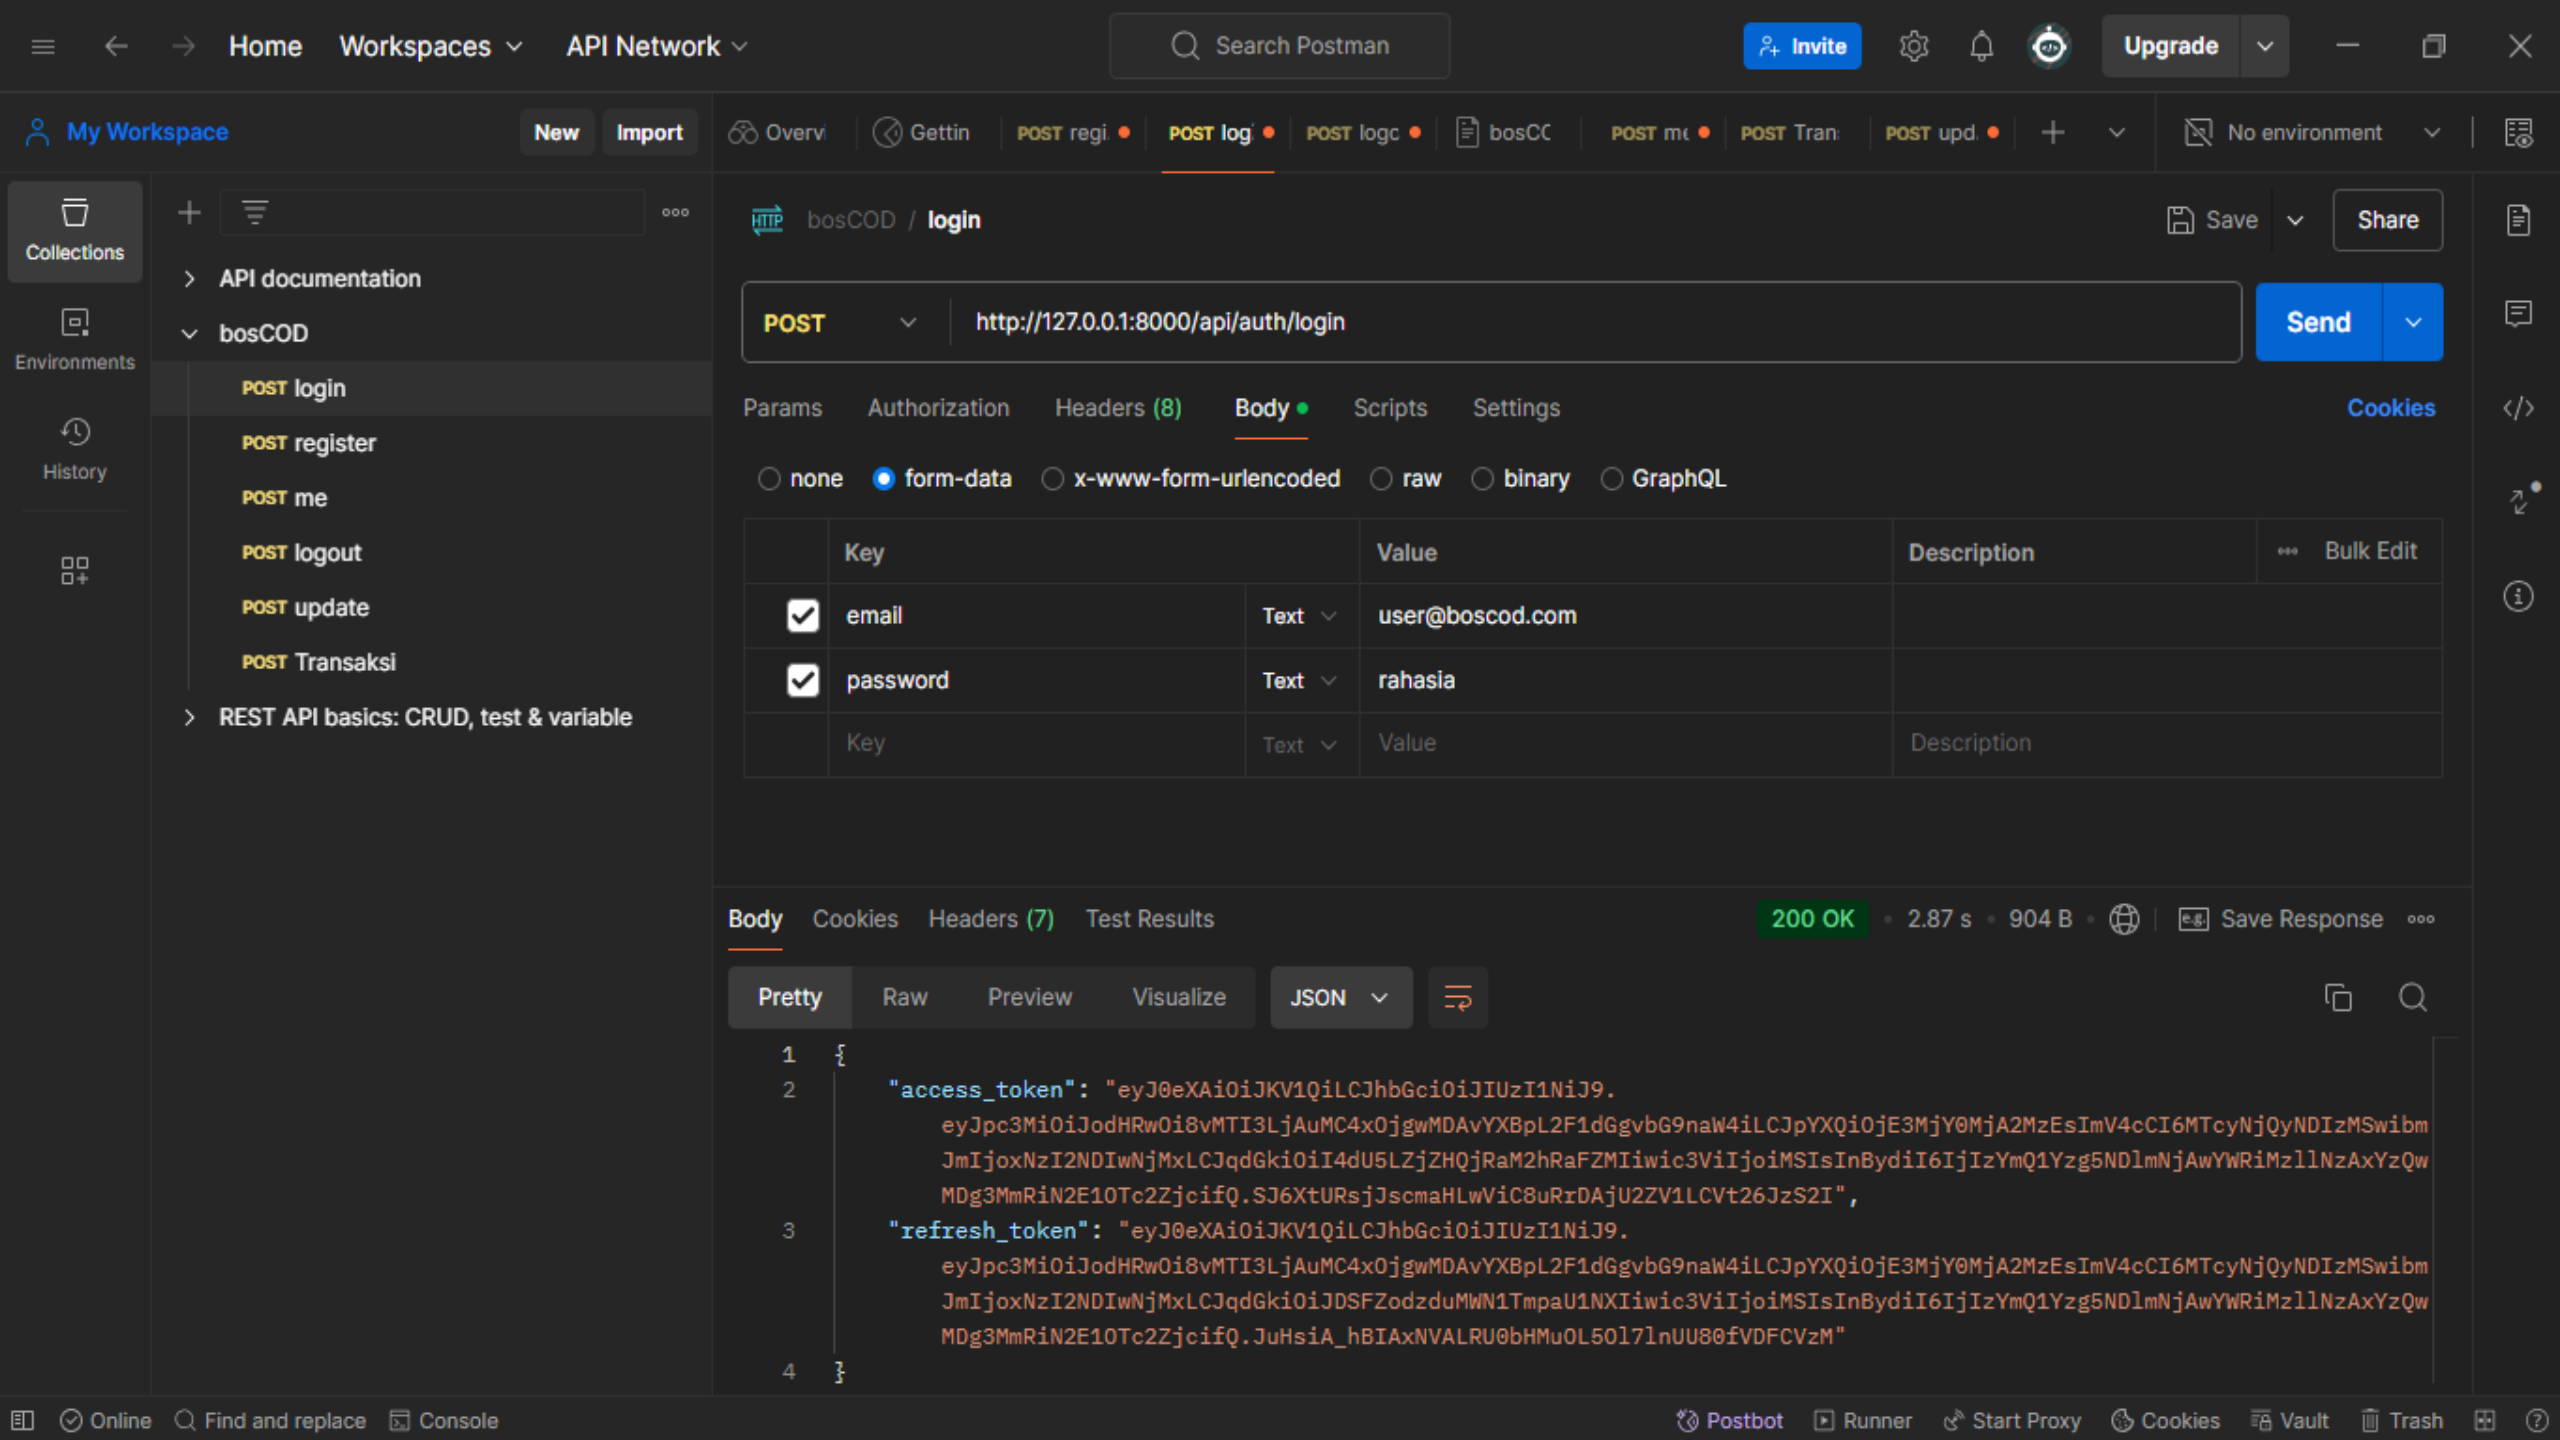 Home Workspaces API Network Search Postman Invite Upgrade
My Workspace New Import Overvi Gettin POST regi. POST log. POST logc bosCC POST me POST Tran: POST upd. No environment
Collections
Environments
History
API documentation
bosCOD
POST login
POST register
POST me
POST logout
POST update
POST Transaksi
REST API basics: CRUD, test & variable
HTTP bosCOD / login Save Share
POST http://127.0.0.1:8000/api/auth/login Send
Params Authorization Headers (8) Body Scripts Settings Cookies
none form-data x-www-form-urlencoded raw binary GraphQL
Key Value Description Bulk Edit
email Text user@boscod.com
password Text rahasia
Key Text Value Description
Body Cookies Headers (7) Test Results 200 OK 2.87 s 904 B e.g. Save Response
Pretty Raw Preview Visualize JSON
1 {
2 "access_token": "eyJ0eXAiOiJKV1QiLCJhbGciOiJIUzI1NiJ9.
eyJpc3MiOiJodHRwOi8vMTI3LjAuMC4xOjgwMDAvYXBpL2F1dGgvbG9naW4iLCJpYXQiOjE3MjY0MjA2MzEsImV4cCI6MTcyNjQyNDIzMSwibm
JmIjoxNzI2NDIwNjMxLCJqdGkiOiI4dU5LZjZHQjRaM2hRaFZMIiwic3ViIjoiMSIsInBydiI6IjIzYmQ1Yzg5NDlmNjAwYWRiMzllNzAxYzQw
MDg3MmRiN2E1OTc2ZjcifQ.SJ6XtURsjJscmaHLwViC8uRrDAjU2ZV1LCVt26JzS2I",
3 "refresh_token": "eyJ0eXAiOiJKV1QiLCJhbGciOiJIUzI1NiJ9.
eyJpc3MiOiJodHRwOi8vMTI3LjAuMC4xOjgwMDAvYXBpL2F1dGgvbG9naW4iLCJpYXQiOjE3MjY0MjA2MzEsImV4cCI6MTcyNjQyNDIzMSwibm
JmIjoxNzI2NDIwNjMxLCJqdGkiOiJDSFZodzduMWN1TmpaU1NXIiwic3ViIjoiMSIsInBydiI6IjIzYmQ1Yzg5NDlmNjAwYWRiMzllNzAxYzQw
MDg3MmRiN2E1OTc2ZjcifQ.JuHsiA_hBIAxNVALRU0bHMuOL5Ol7lnUU80fVDFCVzM"
4 }
Online Find and replace Console Postbot Runner Start Proxy Cookies Vault Trash